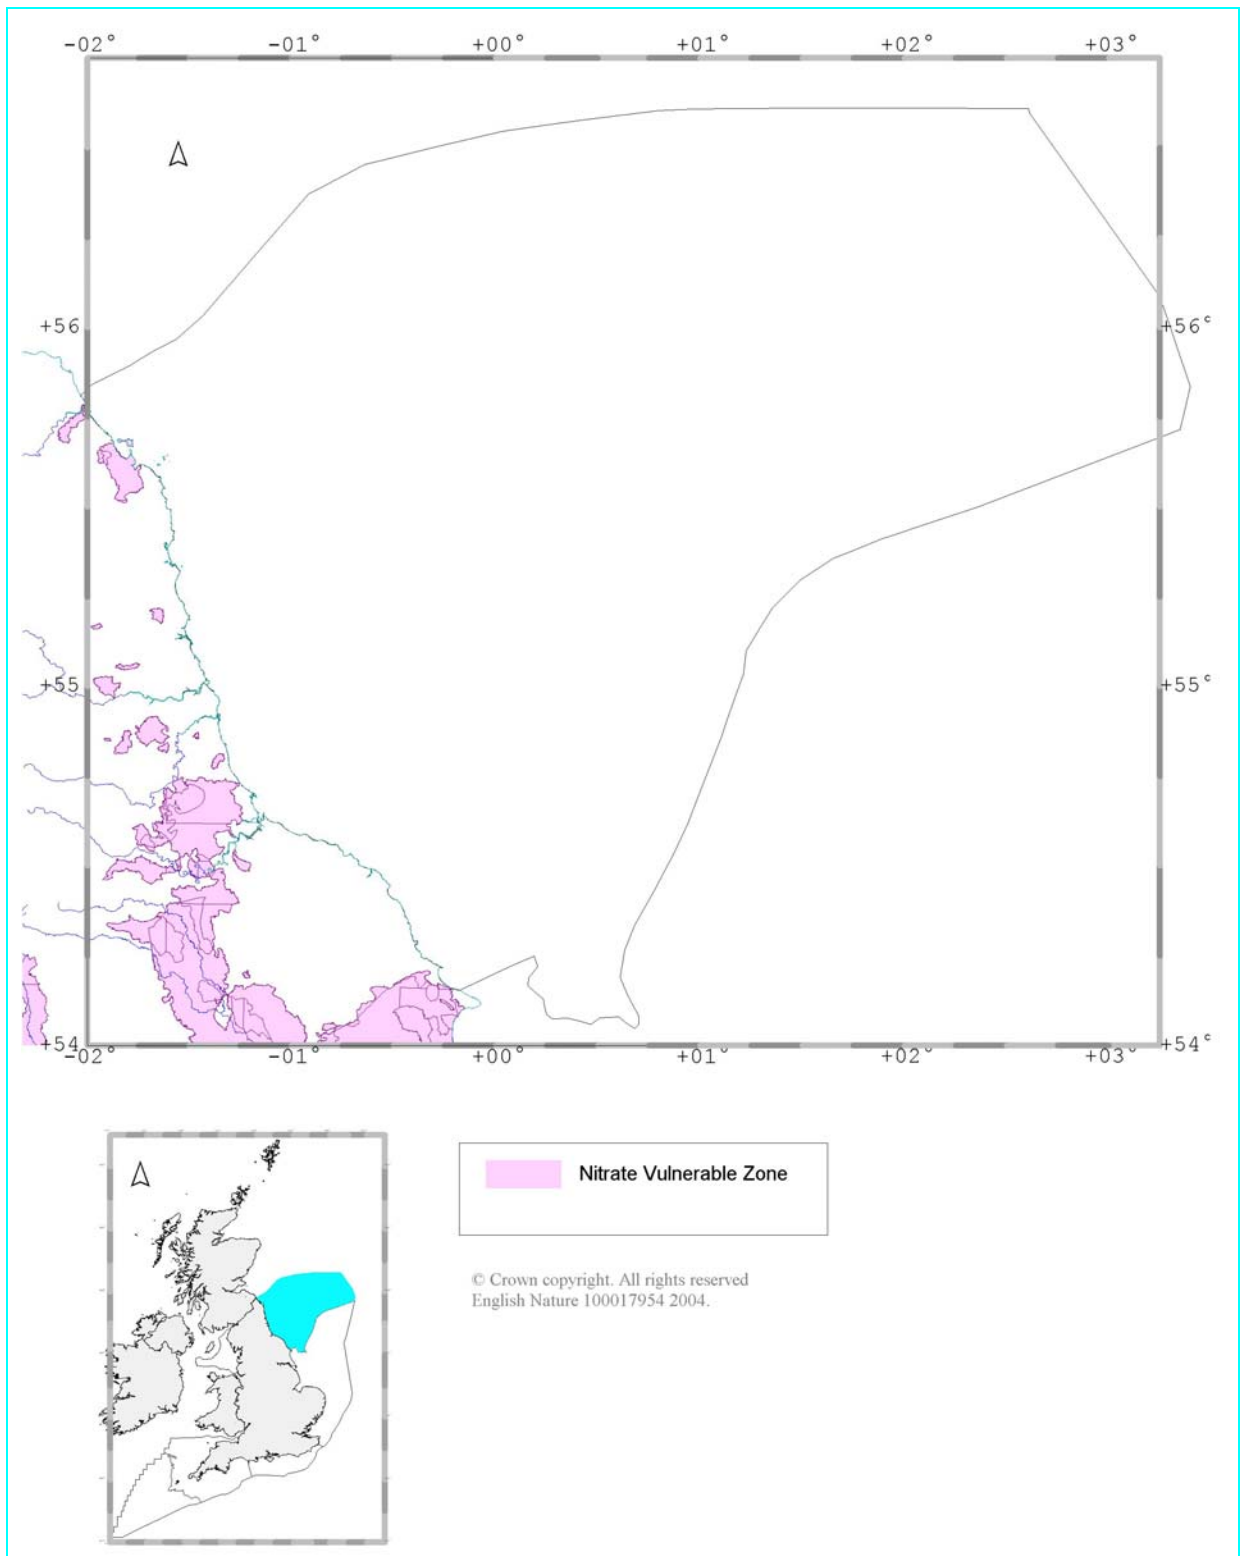 -02° -01° +00° +01° +02° +03°
+56 +56°
+55 +55°
+54 +54°
-02° -01° +00° +01° +02° +03°
Nitrate Vulnerable Zone
© Crown copyright. All rights reserved
English Nature 100017954 2004.